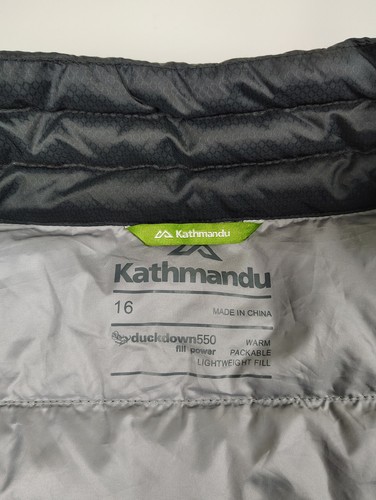 Kathmandu
Kathmandu
16 MADE IN CHINA
duckdown550 WARM
fill power PACKABLE
LIGHTWEIGHT FILL